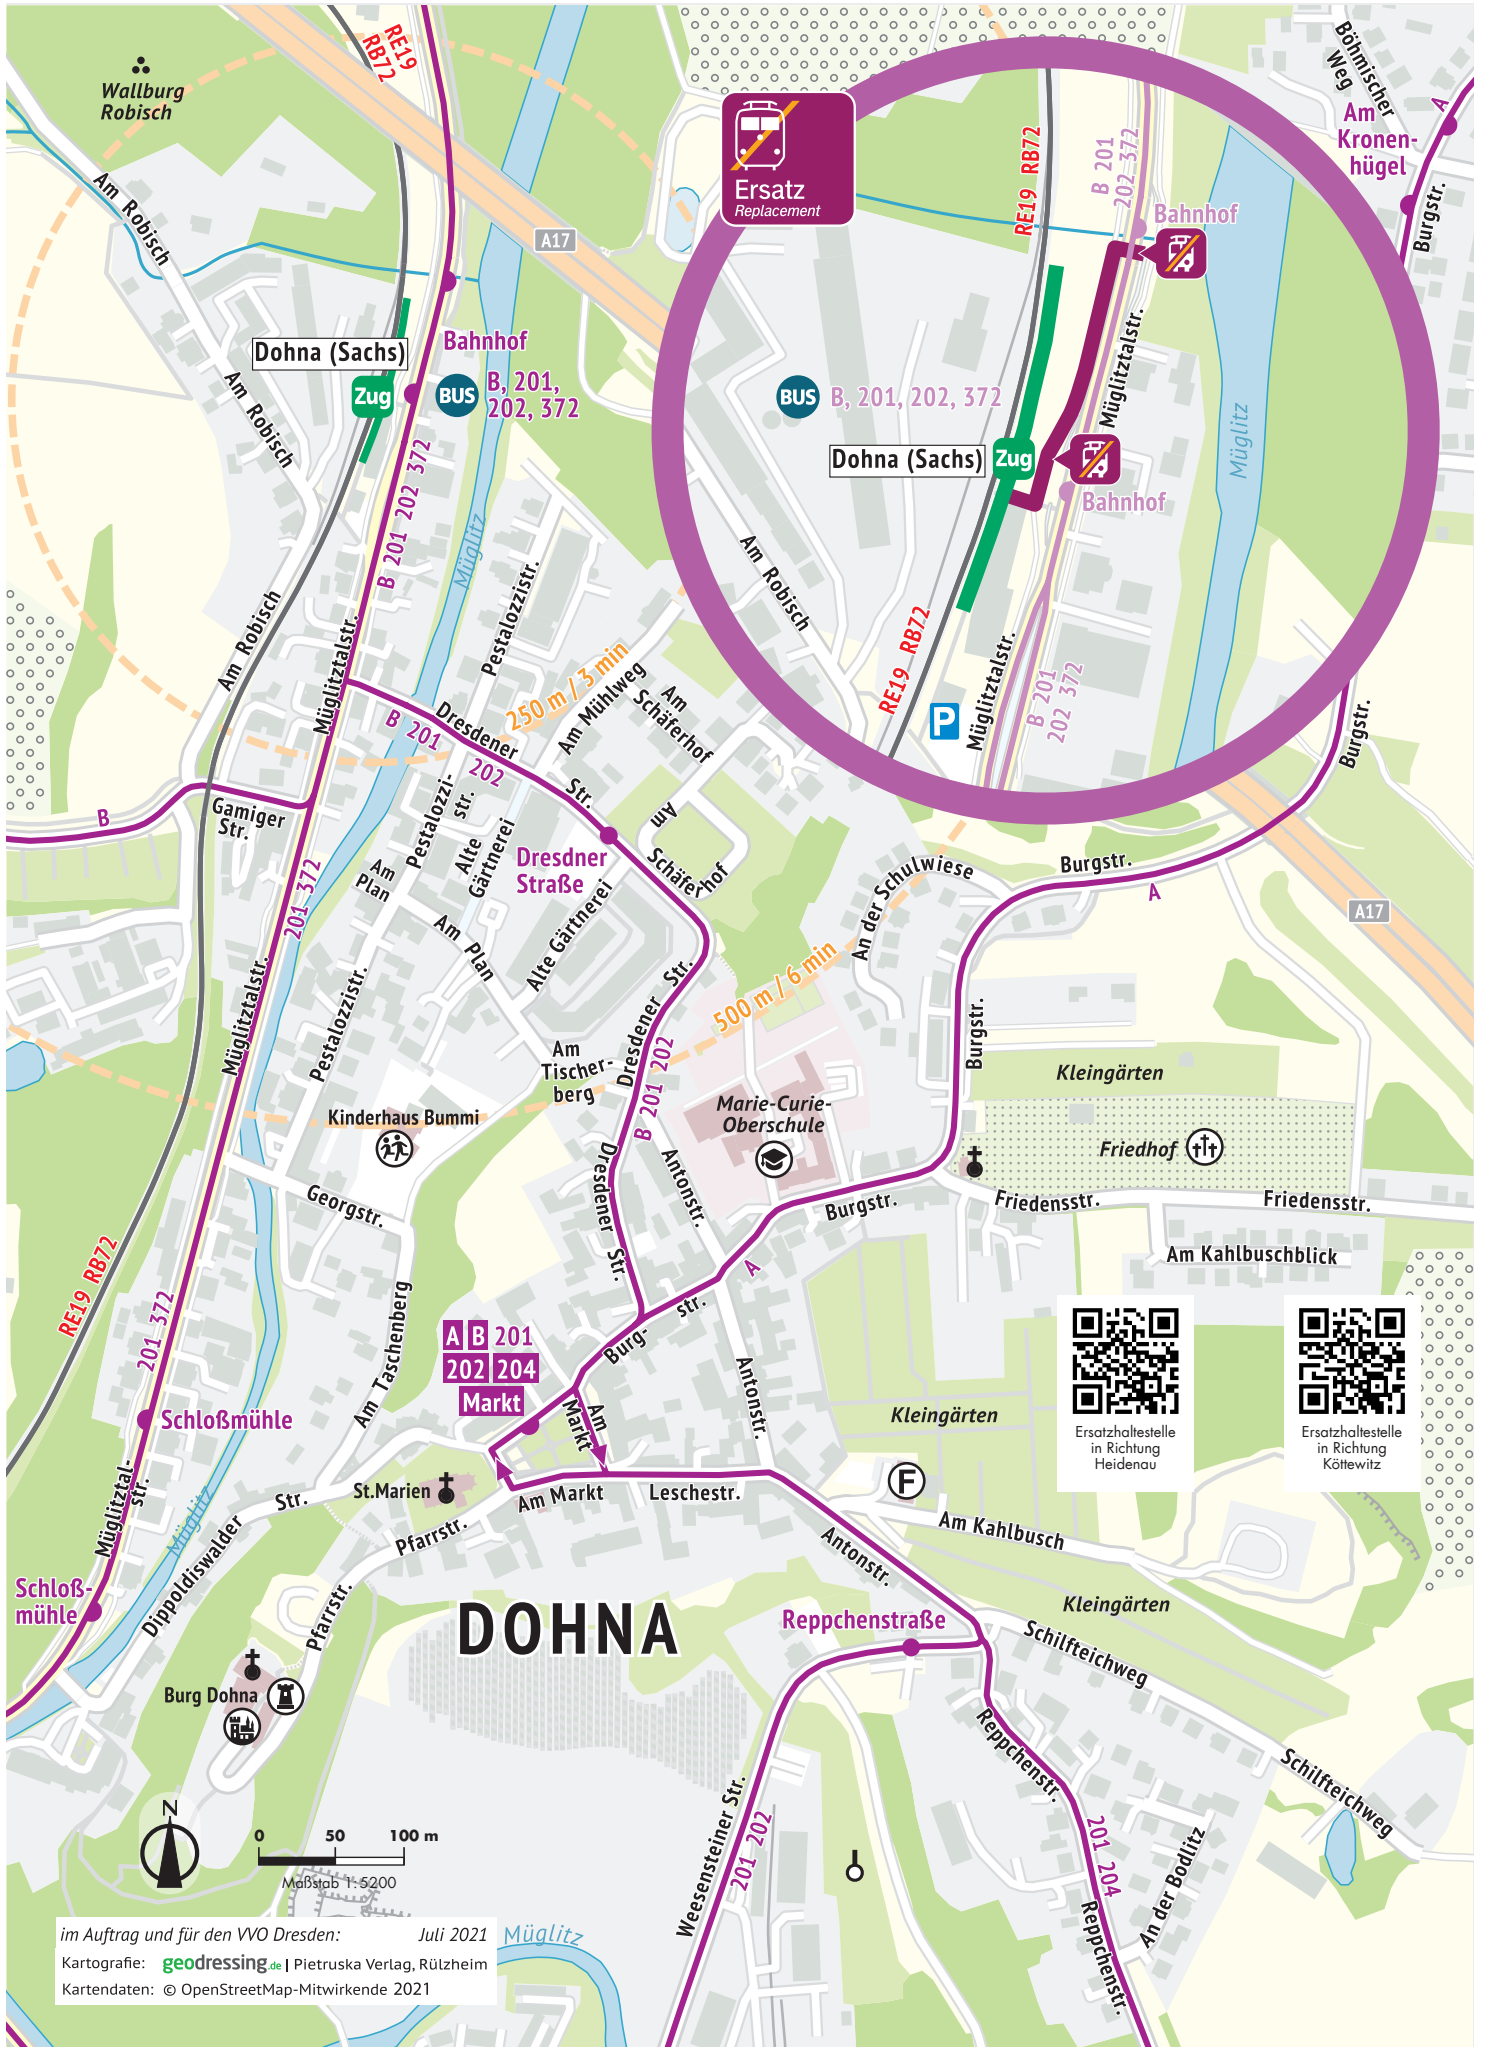 RE19
RB72
Wallburg
Robisch
Am Robisch
A17
Dohna (Sachs)
Zug
Bahnhof
BUS
B, 201,
202, 372
Am Robisch
B 201 202 372
Müglitz
Am Robisch
Müglitztalstr.
Pestalozzistr.
250 m / 3 min
Am Mühlweg
Am
Schäferhof
Ersatz
Replacement
RE19 RB72
B 201
202 372
Bahnhof
Müglitztalstr.
Müglitz
BUS
B, 201, 202, 372
Dohna (Sachs)
Zug
Bahnhof
Am Robisch
RE19 RB72
P
Müglitztalstr.
B 201
202 372
Böhmischer
Weg
A
Am
Kronen-
hügel
Burgstr.
Burgstr.
B 201
Dresdener
202
Str.
B
Gamiger
Str.
Pestalozzi-
str.
Alte
Gärtnerei
Am
Plan
Am
Schäferhof
Dresdner
Straße
201 372
Am Plan
Alte Gärtnerei
An der Schulwiese
Burgstr.
A
A17
Müglitztalstr.
Pestalozzistr.
Dresdener Str.
500 m / 6 min
Burgstr.
Am
Tischer-
berg
B 201 202
Kleingärten
Kinderhaus Bummi
Marie-Curie-
Oberschule
Friedhof
Georgstr.
Dresdener Str.
Antonstr.
Burgstr.
Friedensstr.
Friedensstr.
Am Kahlbuschblick
RE19 RB72
201 372
Am Taschenberg
A
A B 201
202 204
Markt
Burg-
str.
Antonstr.
Am
Markt
Schloßmühle
Kleingärten
Ersatzhaltestelle
in Richtung
Heidenau
Ersatzhaltestelle
in Richtung
Köttewitz
Müglitztal-
str.
Müglitz
Dippoldiswalder Str.
St.Marien
Am Markt
Leschestr.
F
Pfarrstr.
Am Kahlbusch
Antonstr.
Schloß-
mühle
Pfarrstr.
DOHNA
Kleingärten
Reppchenstraße
Schilfteichweg
Burg Dohna
Reppchenstr.
Schilfteichweg
N
0 50 100 m
Maßstab 1:5200
Weesensteiner Str.
201 202
201 204
An der Bodlitz
Reppchenstr.
im Auftrag und für den VVO Dresden: Juli 2021
Kartografie: geodressing.de | Pietruska Verlag, Rülzheim
Kartendaten: © OpenStreetMap-Mitwirkende 2021
Müglitz